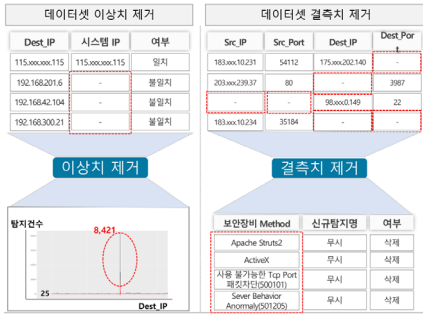 데이터셋 이상치 제거
Dest_IP 시스템 IP 여부
115.xxx.xxx.115 115.xxx.xxx.115 일치
192.168.201.6 - 불일치
192.168.42.104 - 불일치
192.168.300.21 - 불일치
이상치 제거
탐지건수
8,421
25
Dest_IP
데이터셋 결측치 제거
Src_IP Src_Port Dest_IP Dest_Por
t
183.xxx.10.231 54112 175.xxx.202.140 -
203.xxx.239.37 80 - 3987
- - 98.xxx.0.149 22
183.xxx.10.234 35184 - -
결측치 제거
보안장비 Method 신규탐지명 여부
Apache Struts2 무시 삭제
ActiveX 무시 삭제
사용 불가능한 Tcp Port
패킷차단(500101) 무시 삭제
Sever Behavior
Anormaly(501205) 무시 삭제